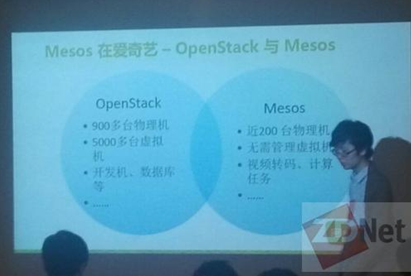 Mesos 在爱奇艺 – OpenStack 与 Mesos
OpenStack
• 900多台物理机
• 5000多台虚拟
机
• 开发机、数据库
等
• ......
Mesos
• 近200 台物理机
• 无需管理虚拟机
• 视频转码、计算
任务
• ......
ZDNet